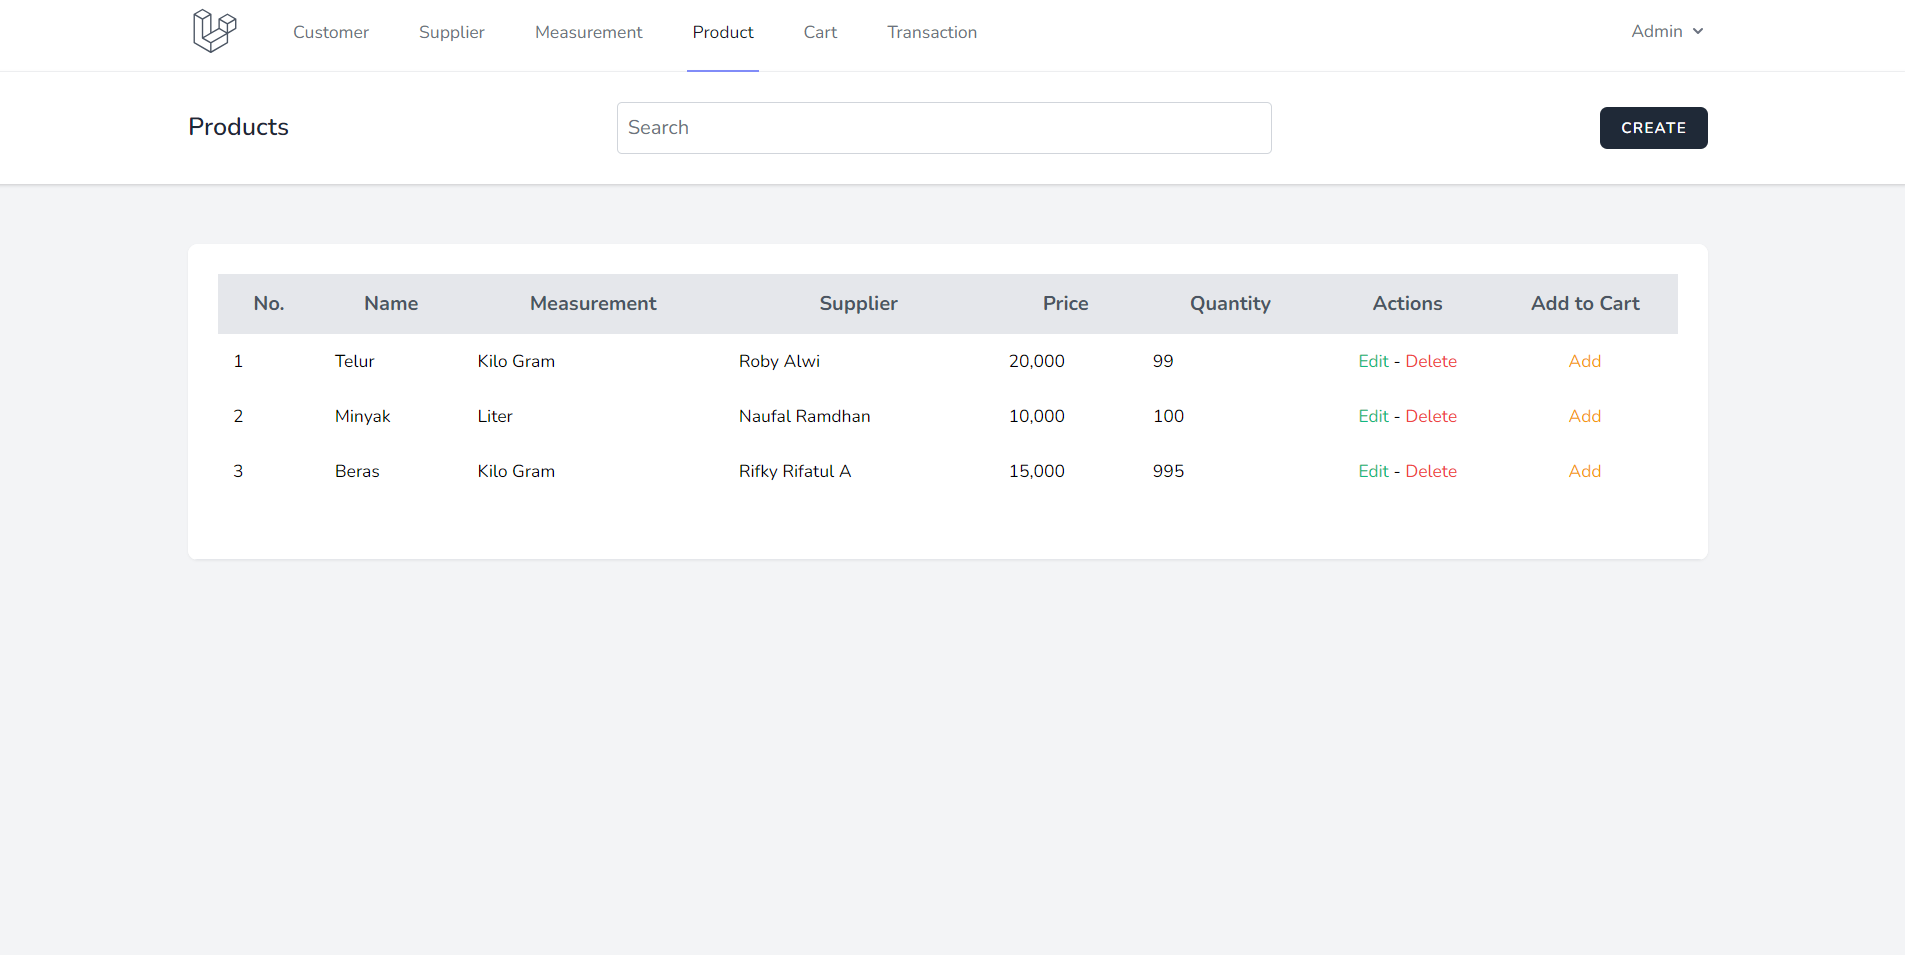 Customer Supplier Measurement Product Cart Transaction Admin
Products Search CREATE
No. Name Measurement Supplier Price Quantity Actions Add to Cart
1 Telur Kilo Gram Roby Alwi 20,000 99 Edit - Delete Add
2 Minyak Liter Naufal Ramdhan 10,000 100 Edit - Delete Add
3 Beras Kilo Gram Rifky Rifatul A 15,000 995 Edit - Delete Add